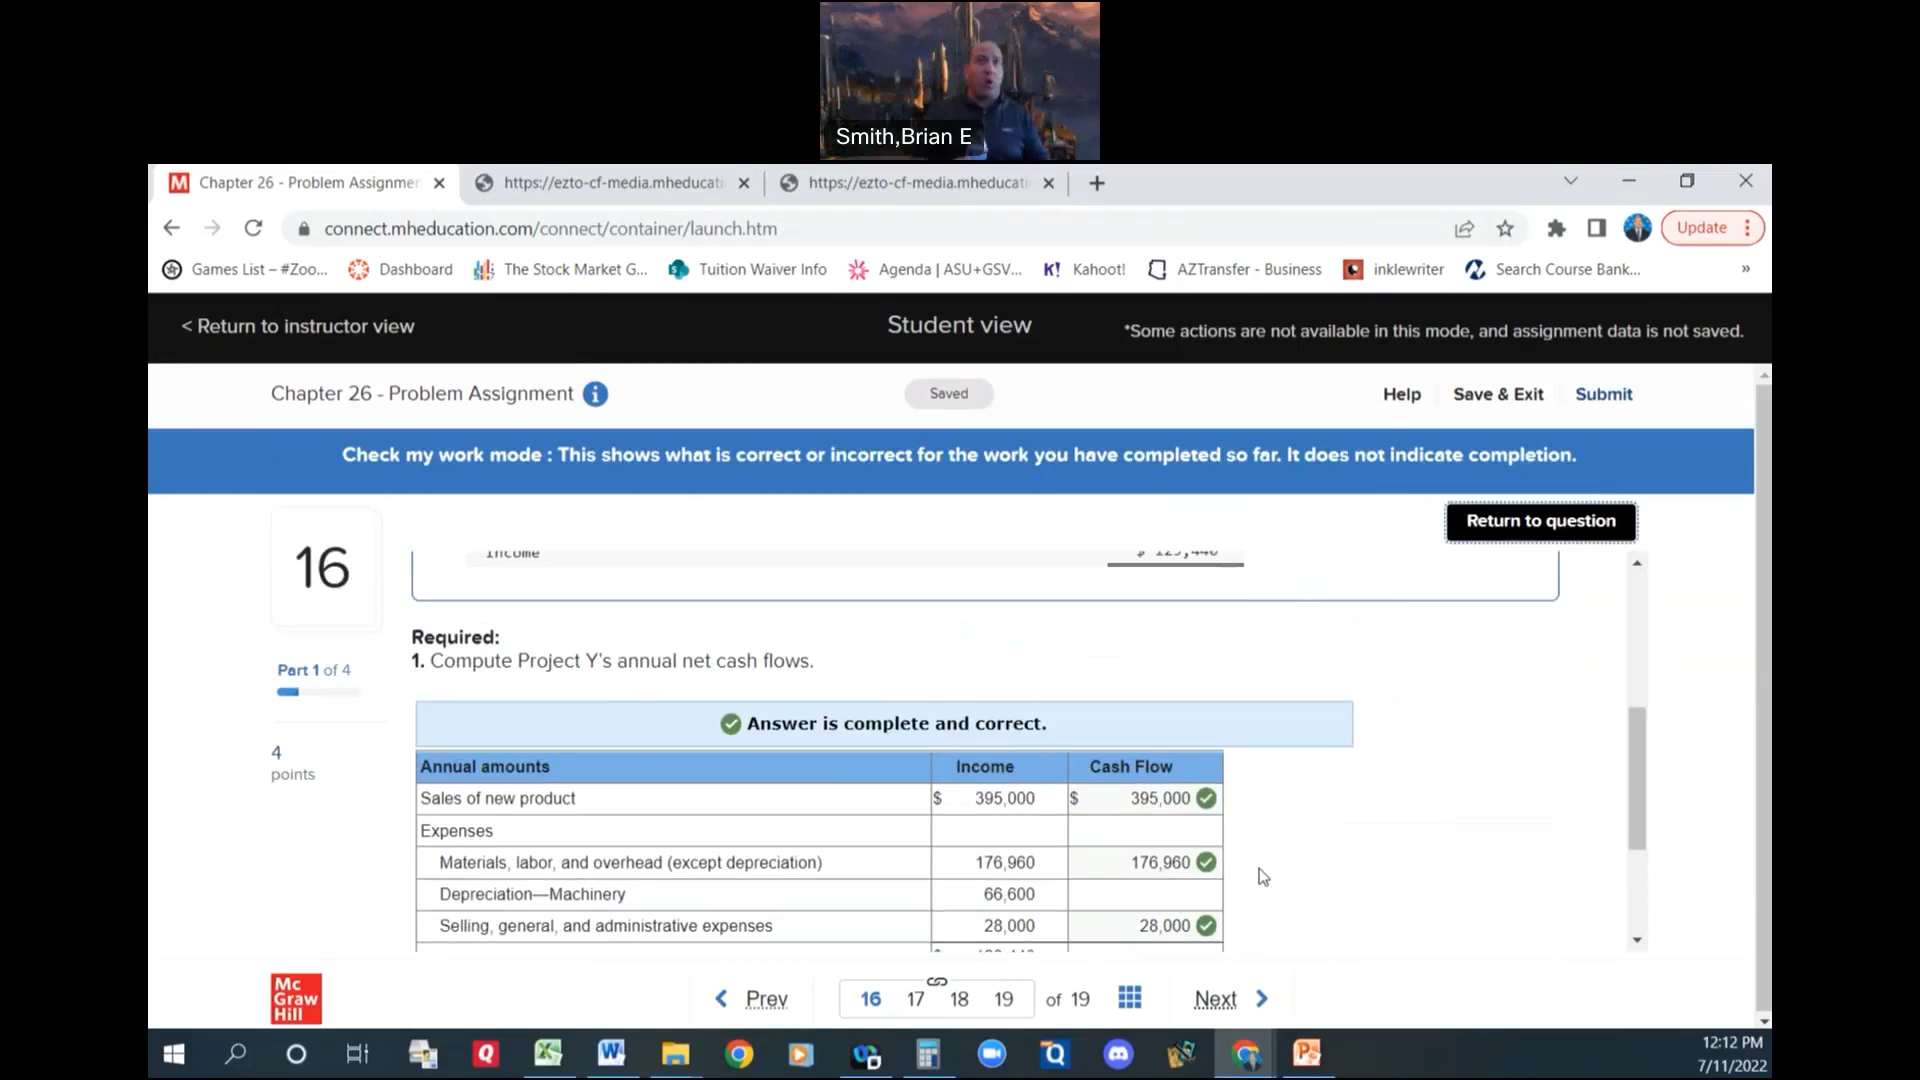 Smith,Brian E
Chapter 26 - Problem Assignmen
https://ezto-cf-media.mheducati
https://ezto-cf-media.mheducati
connect.mheducation.com/connect/container/launch.htm
Update
Games List – #Zoo...
Dashboard
The Stock Market G...
Tuition Waiver Info
Agenda | ASU+GSV...
K! Kahoot!
AZTransfer - Business
inklewriter
Search Course Bank...
»
< Return to instructor view
Student view
*Some actions are not available in this mode, and assignment data is not saved.
Chapter 26 - Problem Assignment
Saved
Help
Save & Exit
Submit
Check my work mode : This shows what is correct or incorrect for the work you have completed so far. It does not indicate completion.
Return to question
16
Income
Required:
1. Compute Project Y's annual net cash flows.
Part 1 of 4
4
points
Answer is complete and correct.
Annual amounts Income Cash Flow
Sales of new product $ 395,000 $ 395,000
Expenses
Materials, labor, and overhead (except depreciation) 176,960 176,960
Depreciation—Machinery 66,600
Selling, general, and administrative expenses 28,000 28,000
Mc
Graw
Hill
Prev
16 17 18 19 of 19
Next
12:12 PM
7/11/2022